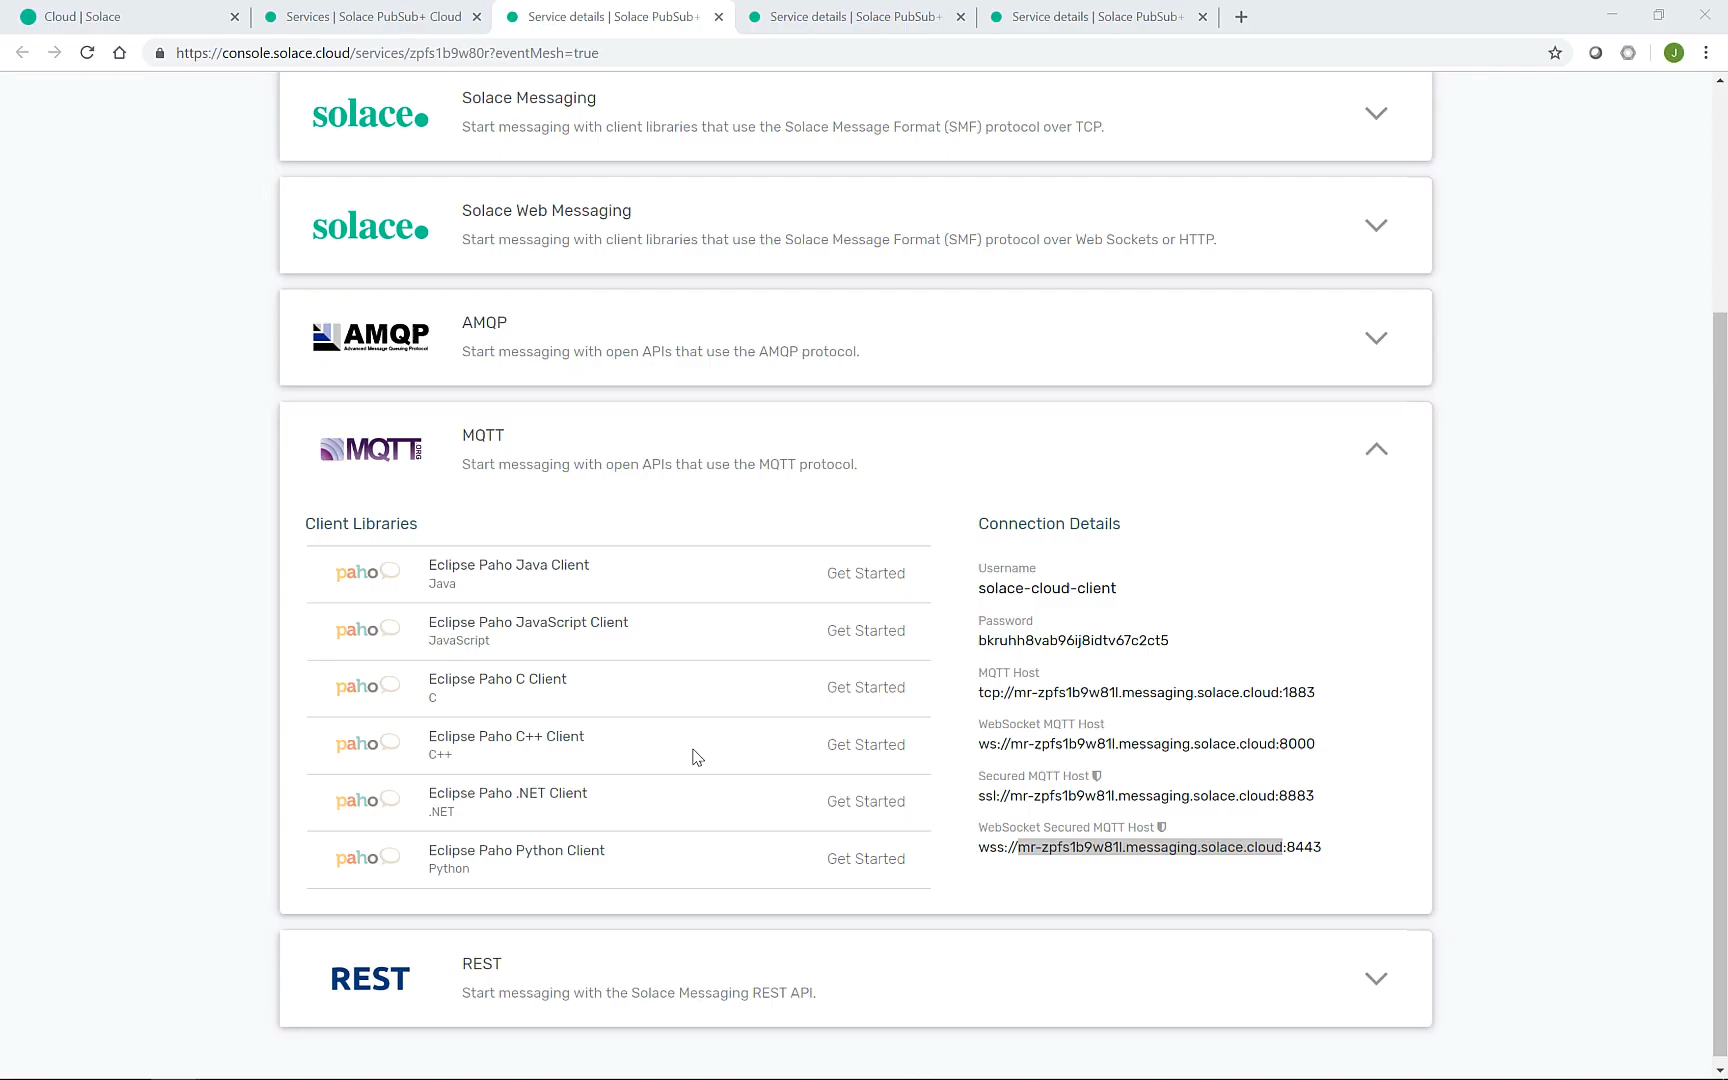 Cloud | Solace
Services | Solace PubSub+ Cloud
Service details | Solace PubSub+
Service details | Solace PubSub+
Service details | Solace PubSub+
https://console.solace.cloud/services/zpfs1b9w80r?eventMesh=true
J
solace.
Solace Messaging
Start messaging with client libraries that use the Solace Message Format (SMF) protocol over TCP.
solace.
Solace Web Messaging
Start messaging with client libraries that use the Solace Message Format (SMF) protocol over Web Sockets or HTTP.
AMQP
Advanced Message Queuing Protocol
AMQP
Start messaging with open APIs that use the AMQP protocol.
MQTT.ORG
MQTT
Start messaging with open APIs that use the MQTT protocol.
Client Libraries
paho
Eclipse Paho Java Client
Java
Get Started
paho
Eclipse Paho JavaScript Client
JavaScript
Get Started
paho
Eclipse Paho C Client
C
Get Started
paho
Eclipse Paho C++ Client
C++
Get Started
paho
Eclipse Paho .NET Client
.NET
Get Started
paho
Eclipse Paho Python Client
Python
Get Started
Connection Details
Username
solace-cloud-client
Password
bkruhh8vab96ij8idtv67c2ct5
MQTT Host
tcp://mr-zpfs1b9w81l.messaging.solace.cloud:1883
WebSocket MQTT Host
ws://mr-zpfs1b9w81l.messaging.solace.cloud:8000
Secured MQTT Host
ssl://mr-zpfs1b9w81l.messaging.solace.cloud:8883
WebSocket Secured MQTT Host
wss://mr-zpfs1b9w81l.messaging.solace.cloud:8443
REST
REST
Start messaging with the Solace Messaging REST API.